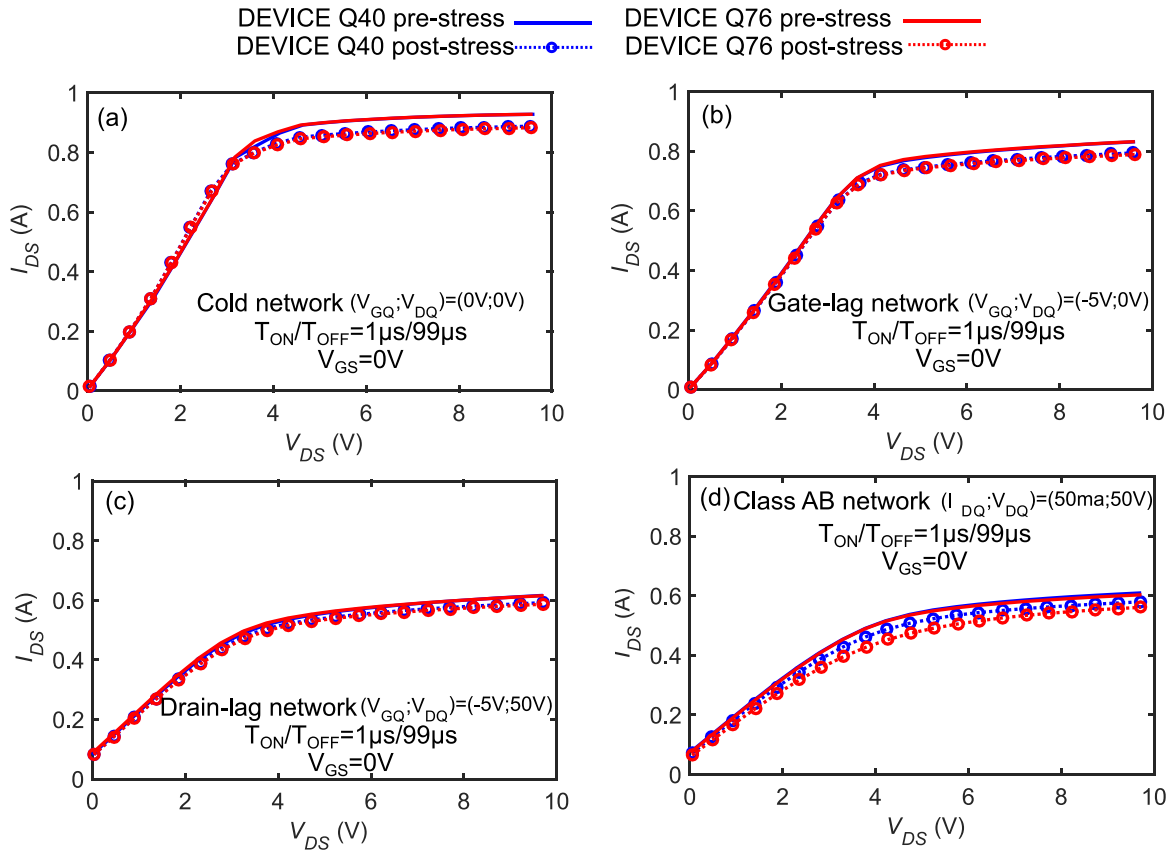 DEVICE Q40 pre-stress DEVICE Q76 pre-stress
DEVICE Q40 post-stress DEVICE Q76 post-stress
(a)
1
0.8
0.6
0.4
0.2
0
I_DS (A)
Cold network (V_GQ;V_DQ)=(0V;0V)
T_ON/T_OFF=1µs/99µs
V_GS=0V
0 2 4 6 8 10
V_DS (V)
(b)
1
0.8
0.6
0.4
0.2
0
I_DS (A)
Gate-lag network (V_GQ;V_DQ)=(-5V;0V)
T_ON/T_OFF=1µs/99µs
V_GS=0V
0 2 4 6 8 10
V_DS (V)
(c)
1
0.8
0.6
0.4
0.2
0
I_DS (A)
Drain-lag network (V_GQ;V_DQ)=(-5V;50V)
T_ON/T_OFF=1µs/99µs
V_GS=0V
0 2 4 6 8 10
V_DS (V)
(d) Class AB network (I_DQ;V_DQ)=(50ma;50V)
T_ON/T_OFF=1µs/99µs
V_GS=0V
1
0.8
0.6
0.4
0.2
0
I_DS (A)
0 2 4 6 8 10
V_DS (V)